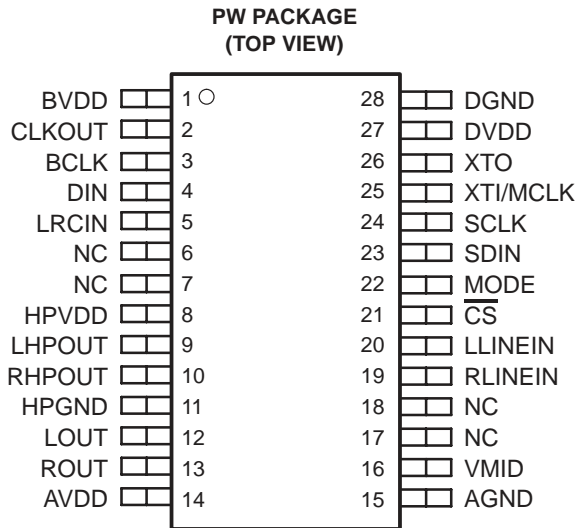 PW PACKAGE
(TOP VIEW)
BVDD 1 28 DGND
CLKOUT 2 27 DVDD
BCLK 3 26 XTO
DIN 4 25 XTI/MCLK
LRCIN 5 24 SCLK
NC 6 23 SDIN
NC 7 22 MODE
HPVDD 8 21 CS
LHPOUT 9 20 LLINEIN
RHPOUT 10 19 RLINEIN
HPGND 11 18 NC
LOUT 12 17 NC
ROUT 13 16 VMID
AVDD 14 15 AGND